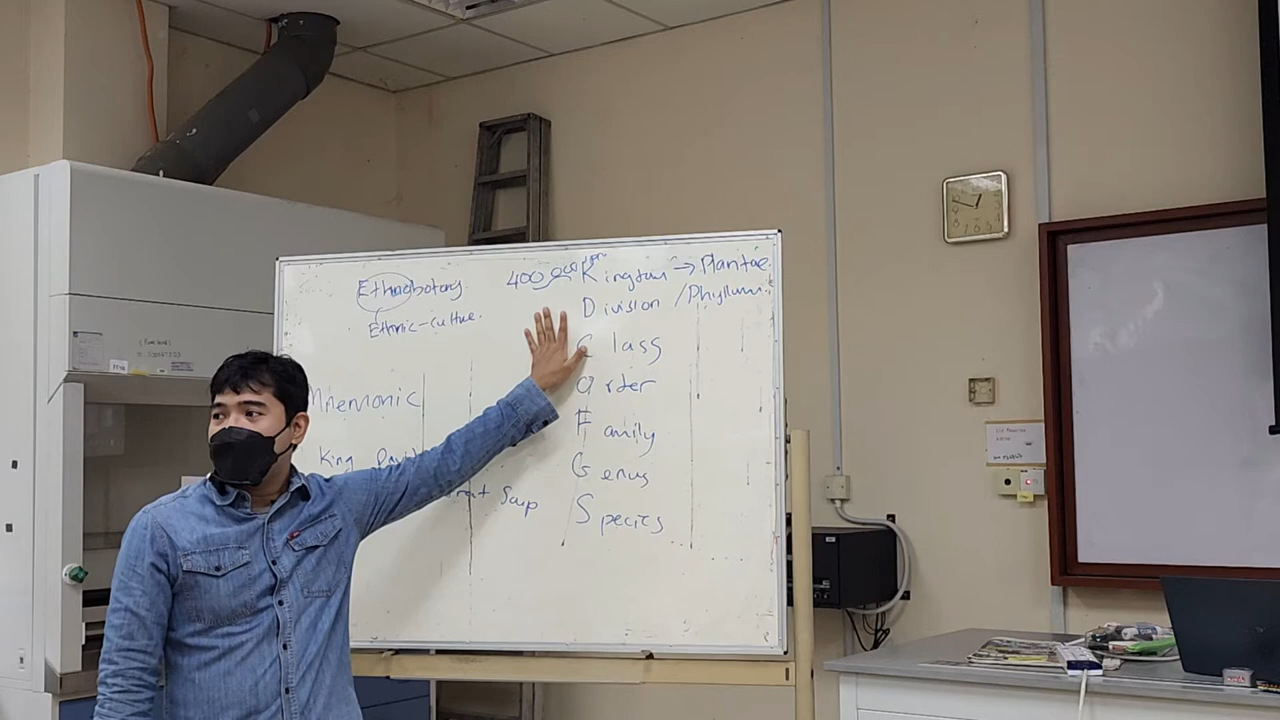 Ethnobotany
Ethnic-culture.
400,000
Kingdom → Plantae
Division / Phyllum
Class
Order
Family
Genus
Species
Mnemonic
King
Soup